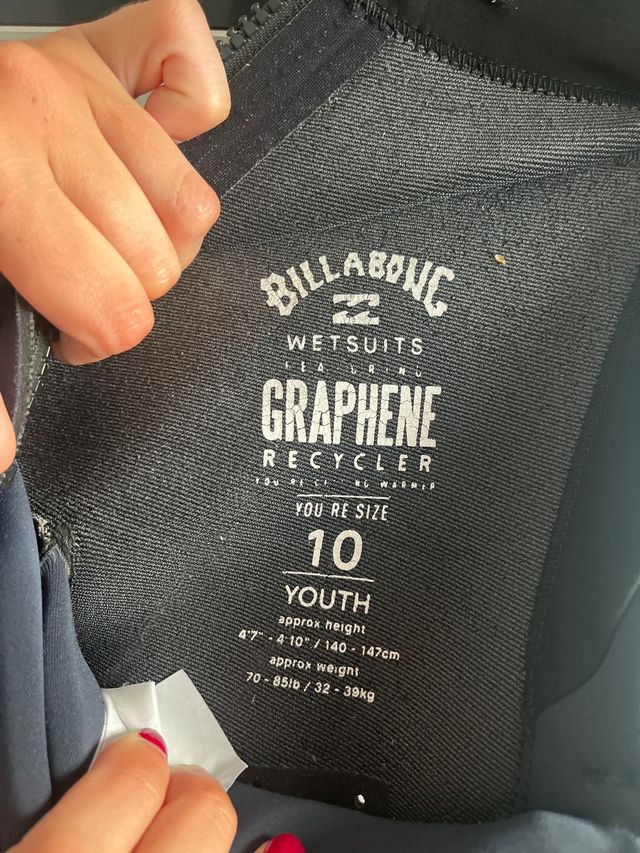 BILLABONG
WETSUITS
GRAPHENE
RECYCLER
WARMER
YOU RE SIZE
10
YOUTH
approx height
4'7" - 4 10" / 140 - 147cm
approx weight
70 - 85lb / 32 - 39kg